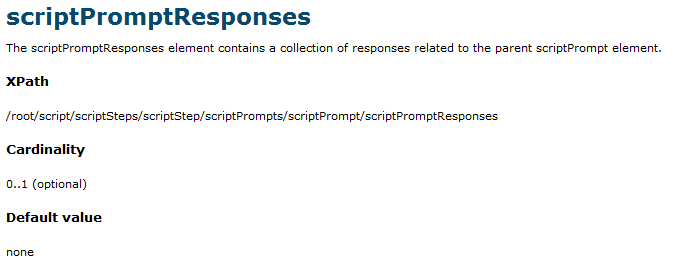 scriptPromptResponses
The scriptPromptResponses element contains a collection of responses related to the parent scriptPrompt element.
XPath
/root/script/scriptSteps/scriptStep/scriptPrompts/scriptPrompt/scriptPromptResponses
Cardinality
0..1 (optional)
Default value
none